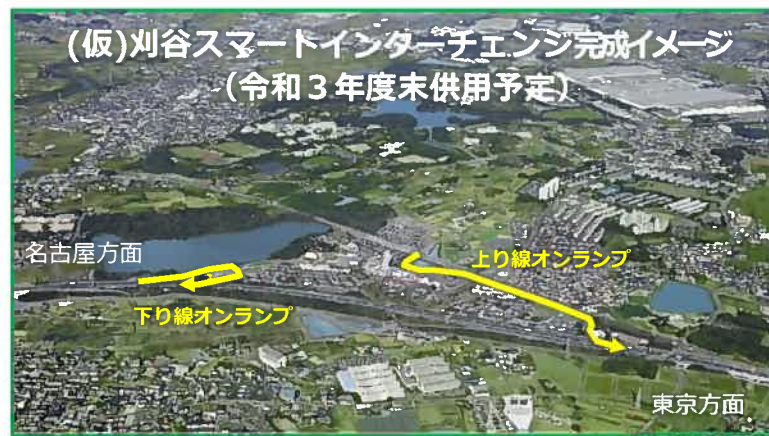 (仮)刈谷スマートインターチェンジ完成イメージ
(令和3年度末供用予定)
名古屋方面
上り線オンランプ
下り線オンランプ
東京方面